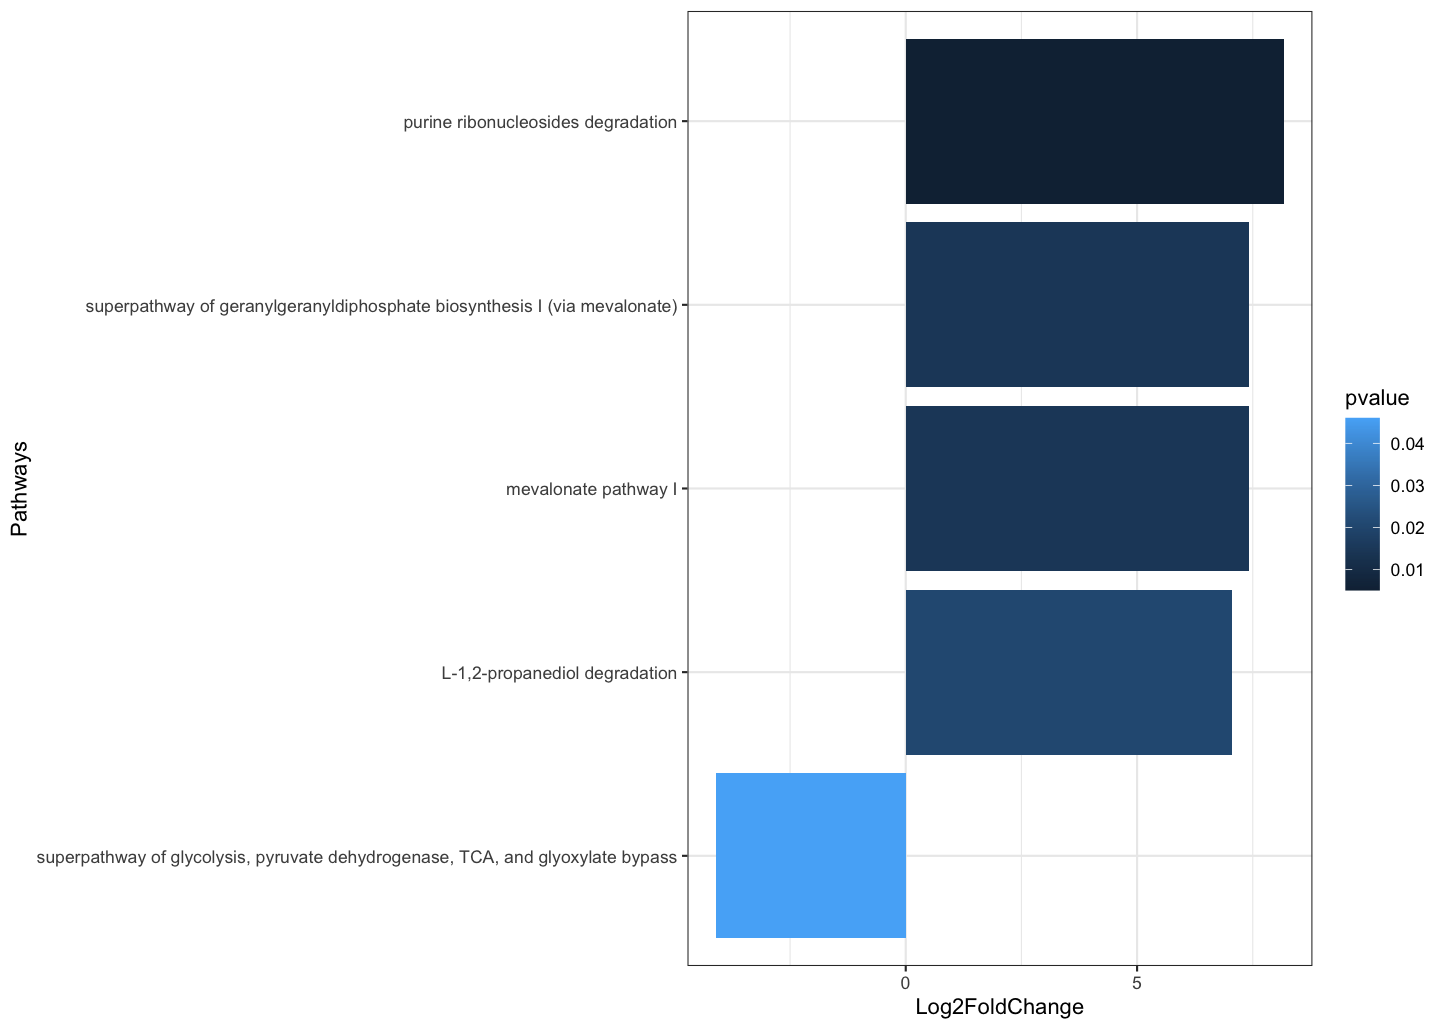 purine ribonucleosides degradation
superpathway of geranylgeranyldiphosphate biosynthesis I (via mevalonate)
mevalonate pathway I
L-1,2-propanediol degradation
superpathway of glycolysis, pyruvate dehydrogenase, TCA, and glyoxylate bypass
Pathways
0
5
Log2FoldChange
pvalue
0.04
0.03
0.02
0.01